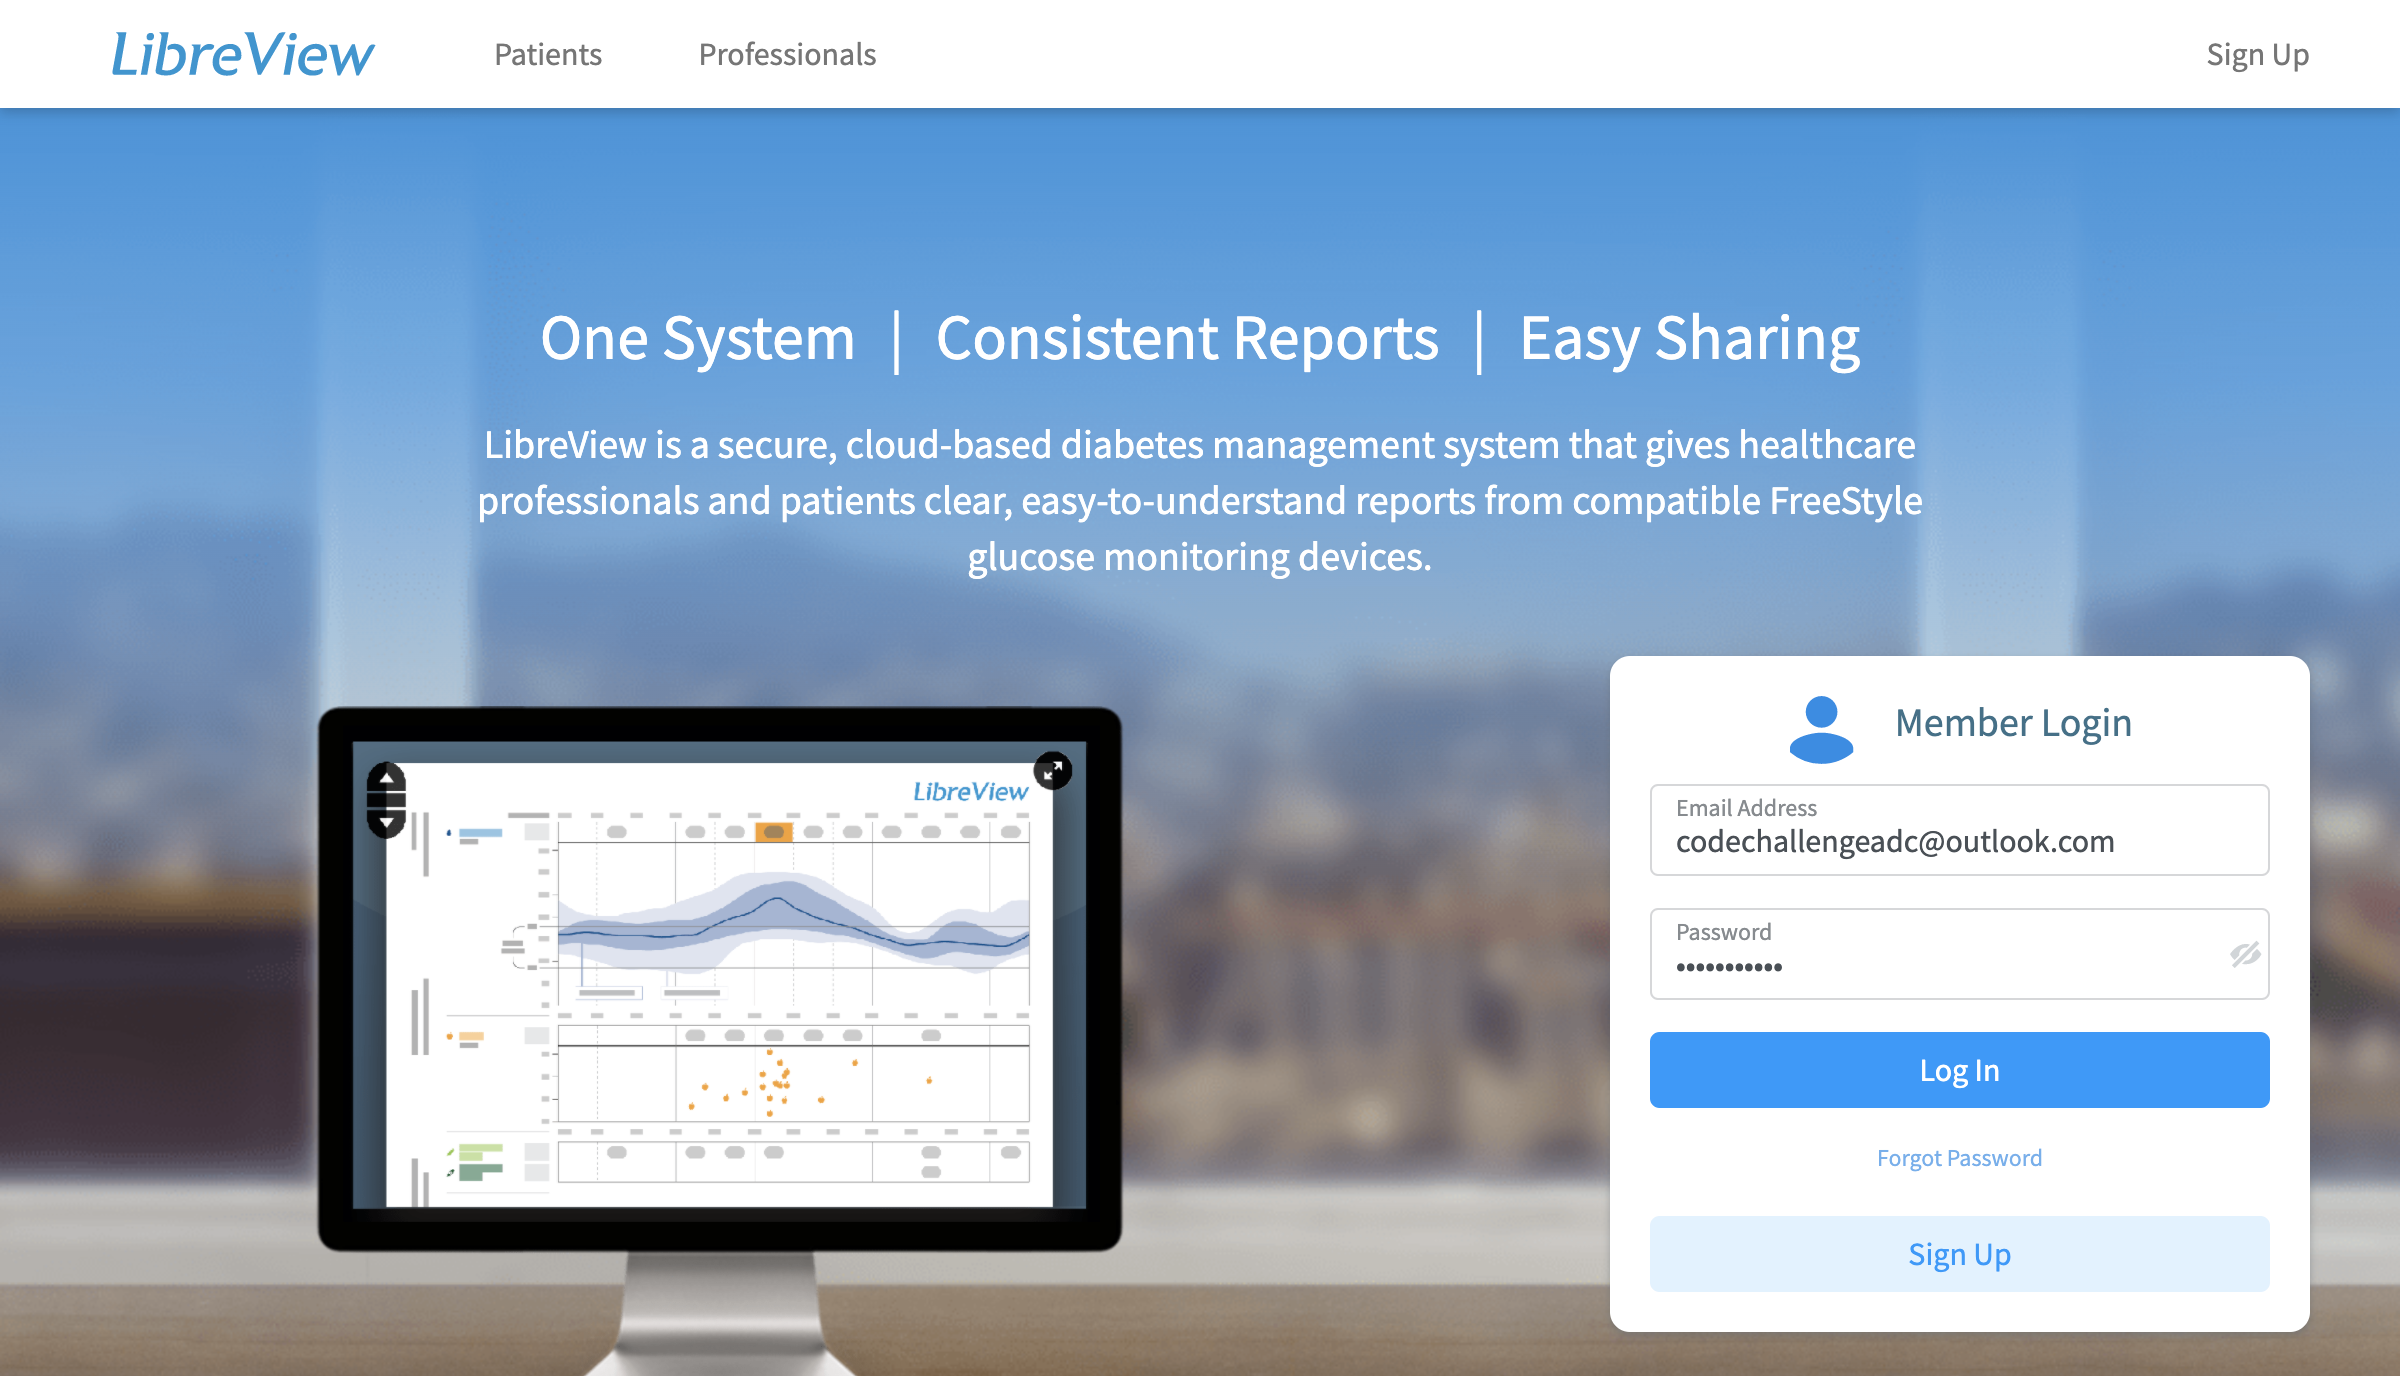 LibreView
Patients
Professionals
Sign Up
One System | Consistent Reports | Easy Sharing
LibreView is a secure, cloud-based diabetes management system that gives healthcare
professionals and patients clear, easy-to-understand reports from compatible FreeStyle
glucose monitoring devices.
LibreView
Member Login
Email Address
codechallengeadc@outlook.com
Password
•••••••••••
Log In
Forgot Password
Sign Up